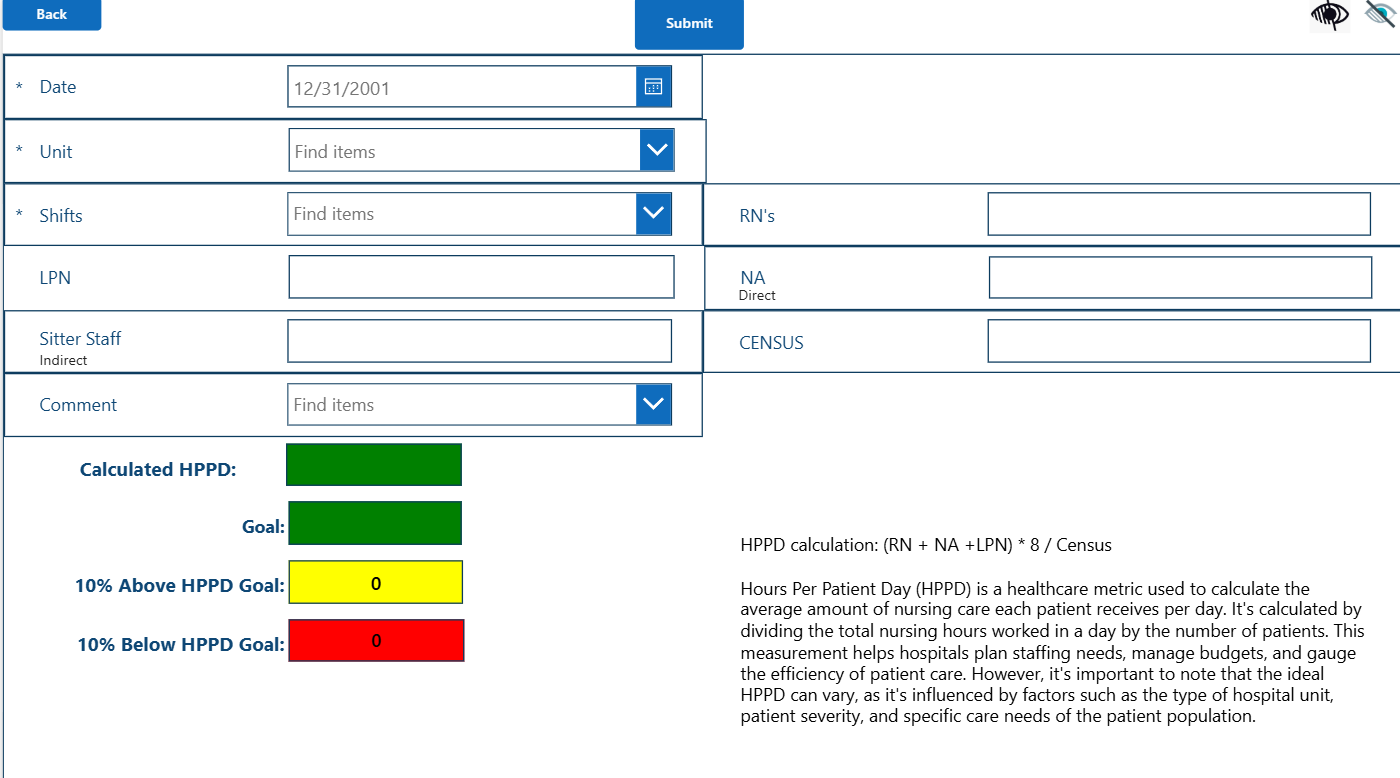 Back
Submit
* Date
12/31/2001
* Unit
Find items
* Shifts
Find items
RN's
LPN
NA
Direct
Sitter Staff
Indirect
CENSUS
Comment
Find items
Calculated HPPD:
Goal:
10% Above HPPD Goal:
0
10% Below HPPD Goal:
0
HPPD calculation: (RN + NA +LPN) * 8 / Census
Hours Per Patient Day (HPPD) is a healthcare metric used to calculate the
average amount of nursing care each patient receives per day. It's calculated by
dividing the total nursing hours worked in a day by the number of patients. This
measurement helps hospitals plan staffing needs, manage budgets, and gauge
the efficiency of patient care. However, it's important to note that the ideal
HPPD can vary, as it's influenced by factors such as the type of hospital unit,
patient severity, and specific care needs of the patient population.